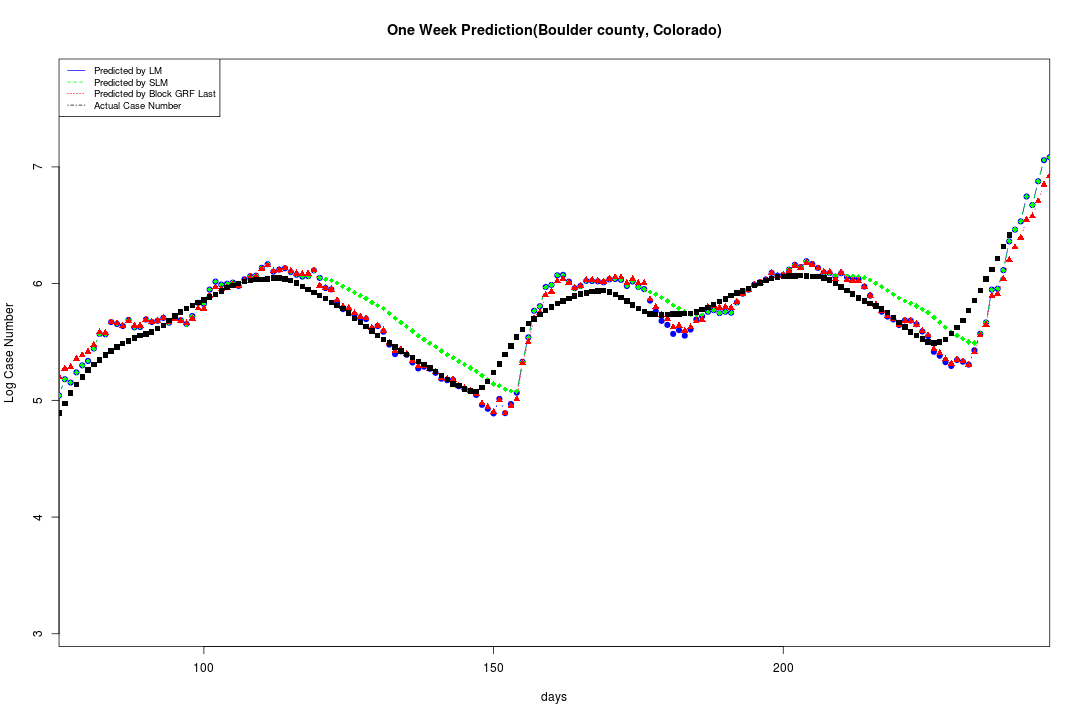 One Week Prediction(Boulder county, Colorado)
Predicted by LM
Predicted by SLM
Predicted by Block GRF Last
Actual Case Number
7
6
5
4
3
Log Case Number
100 150 200
days